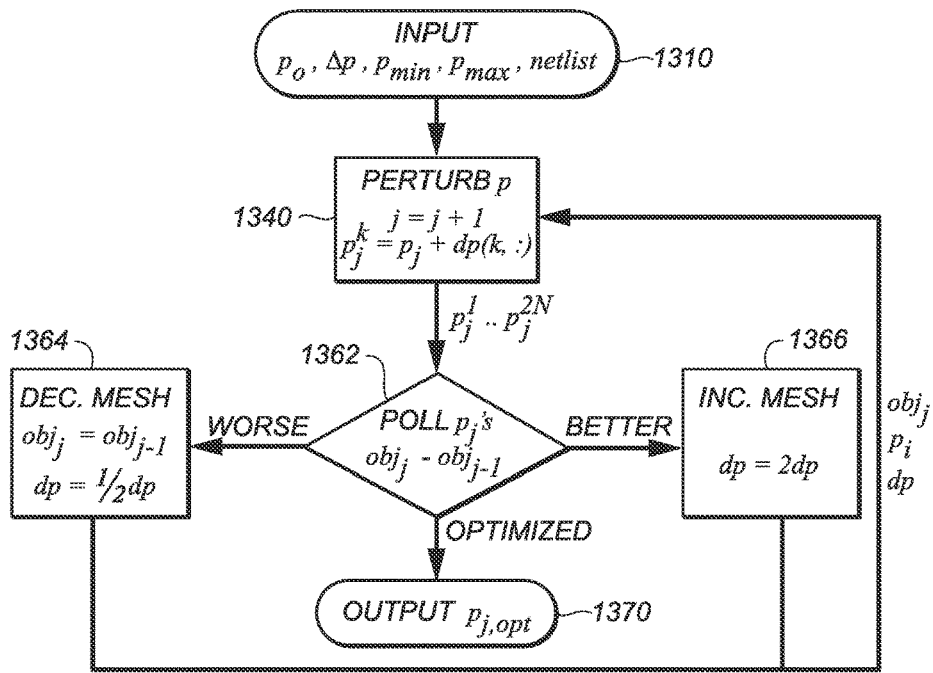 INPUT
p_o , Δp , p_min , p_max , netlist
1310
PERTURB p
j = j + 1
p_j^k = p_j + dp(k, :)
1340
p_j^1 .. p_j^2N
1364
1362
1366
DEC. MESH
obj_j = obj_j-1
dp = 1/2 dp
WORSE
POLL p_j's
obj_j - obj_j-1
BETTER
INC. MESH
dp = 2dp
obj_j
p_i
dp
OPTIMIZED
OUTPUT p_j,opt
1370